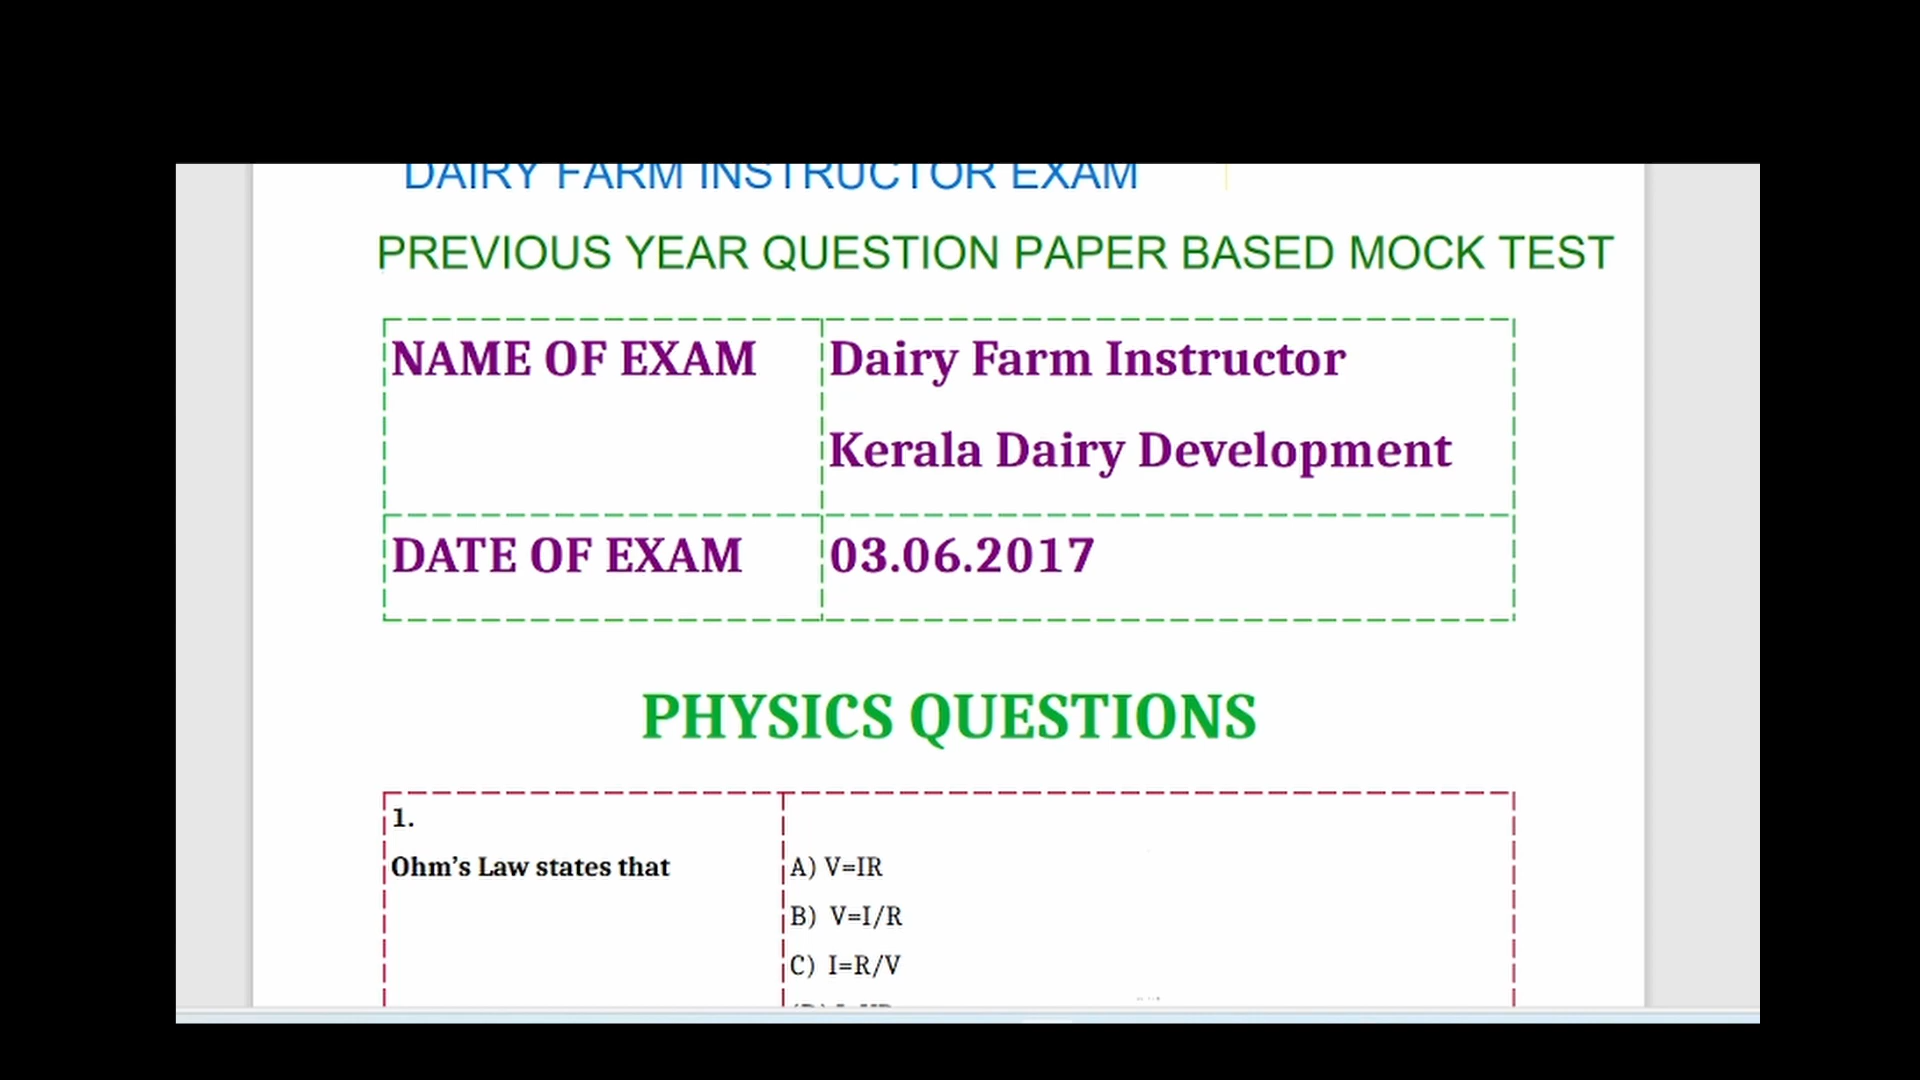 DAIRY FARM INSTRUCTOR EXAM
PREVIOUS YEAR QUESTION PAPER BASED MOCK TEST
NAME OF EXAM
Dairy Farm Instructor
Kerala Dairy Development
DATE OF EXAM
03.06.2017
PHYSICS QUESTIONS
1.
Ohm's Law states that
A) V=IR
B) V=I/R
C) I=R/V